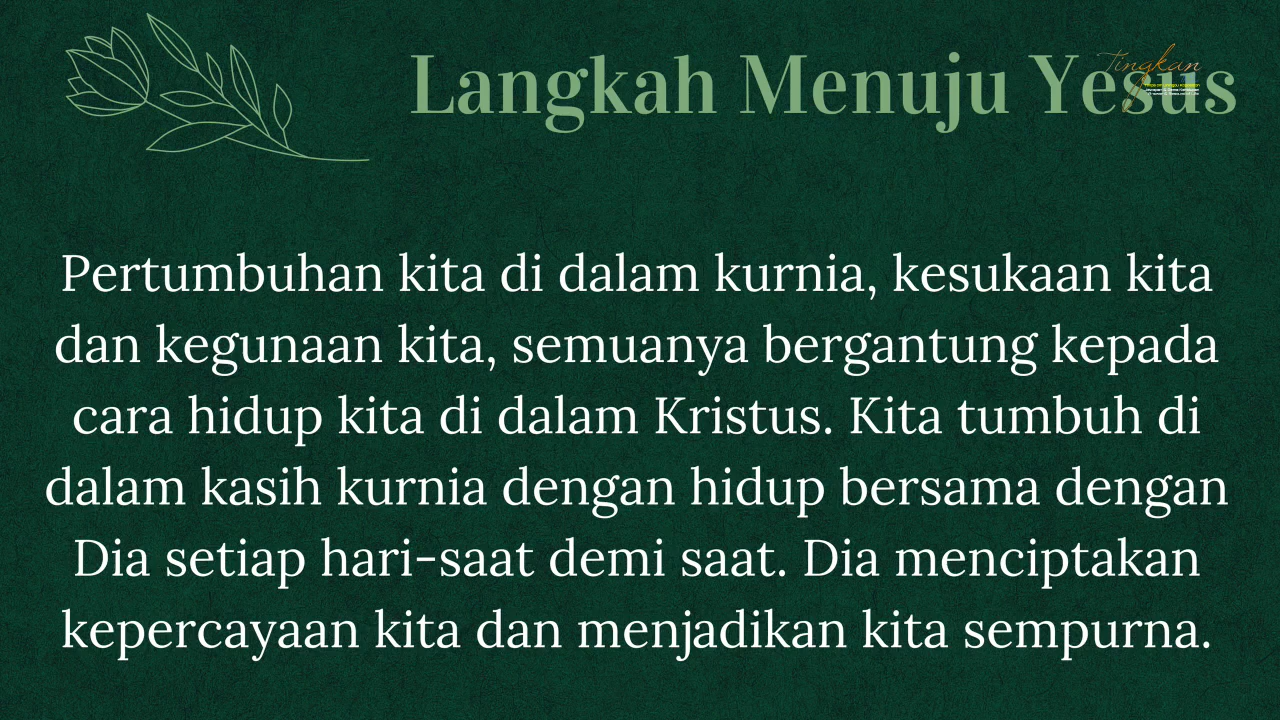 Langkah Menuju Yesus
Tingkan
Pertumbuhan kita di dalam kurnia, kesukaan kita
dan kegunaan kita, semuanya bergantung kepada
cara hidup kita di dalam Kristus. Kita tumbuh di
dalam kasih kurnia dengan hidup bersama dengan
Dia setiap hari-saat demi saat. Dia menciptakan
kepercayaan kita dan menjadikan kita sempurna.